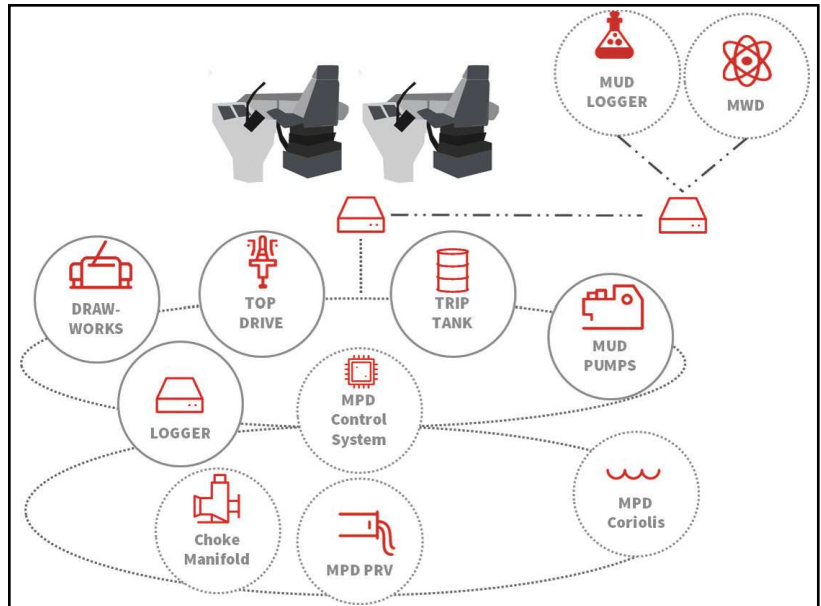 MUD
LOGGER
MWD
DRAW-
WORKS
TOP
DRIVE
TRIP
TANK
MUD
PUMPS
LOGGER
MPD
Control
System
MPD
Coriolis
Choke
Manifold
MPD PRV